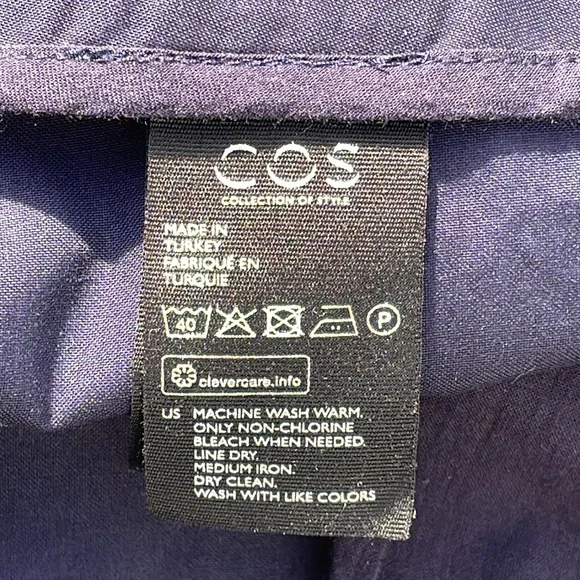 COS
COLLECTION OF STYLE
MADE IN
TURKEY
FABRIQUÉ EN
TURQUIE
40 P
clevercare.info
US MACHINE WASH WARM.
ONLY NON-CHLORINE
BLEACH WHEN NEEDED.
LINE DRY.
MEDIUM IRON.
DRY CLEAN.
WASH WITH LIKE COLORS